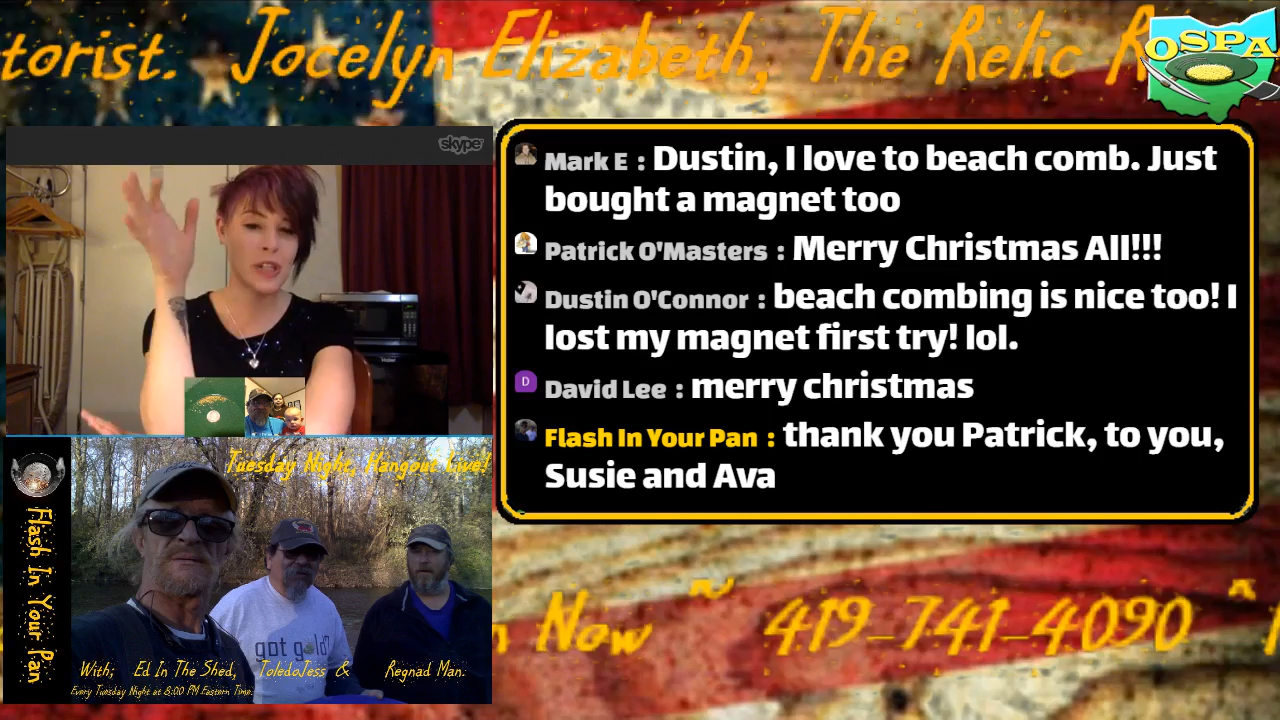 torist. Jocelyn Elizabeth, The Relic R
OSPA
skype
Mark E : Dustin, I love to beach comb. Just
bought a magnet too
Patrick O'Masters : Merry Christmas All!!!
Dustin O'Connor : beach combing is nice too! I
lost my magnet first try! lol.
D David Lee : merry christmas
Flash In Your Pan : thank you Patrick, to you,
Susie and Ava
Tuesday Night, Hangout Live!
Flash In Your Pan
got gold?
With; Ed In The Shed, ToledoJess & Regnad Man.
Every Tuesday Night at 8:00 PM Eastern Time.
n Now ~ 419-741-4090 ~